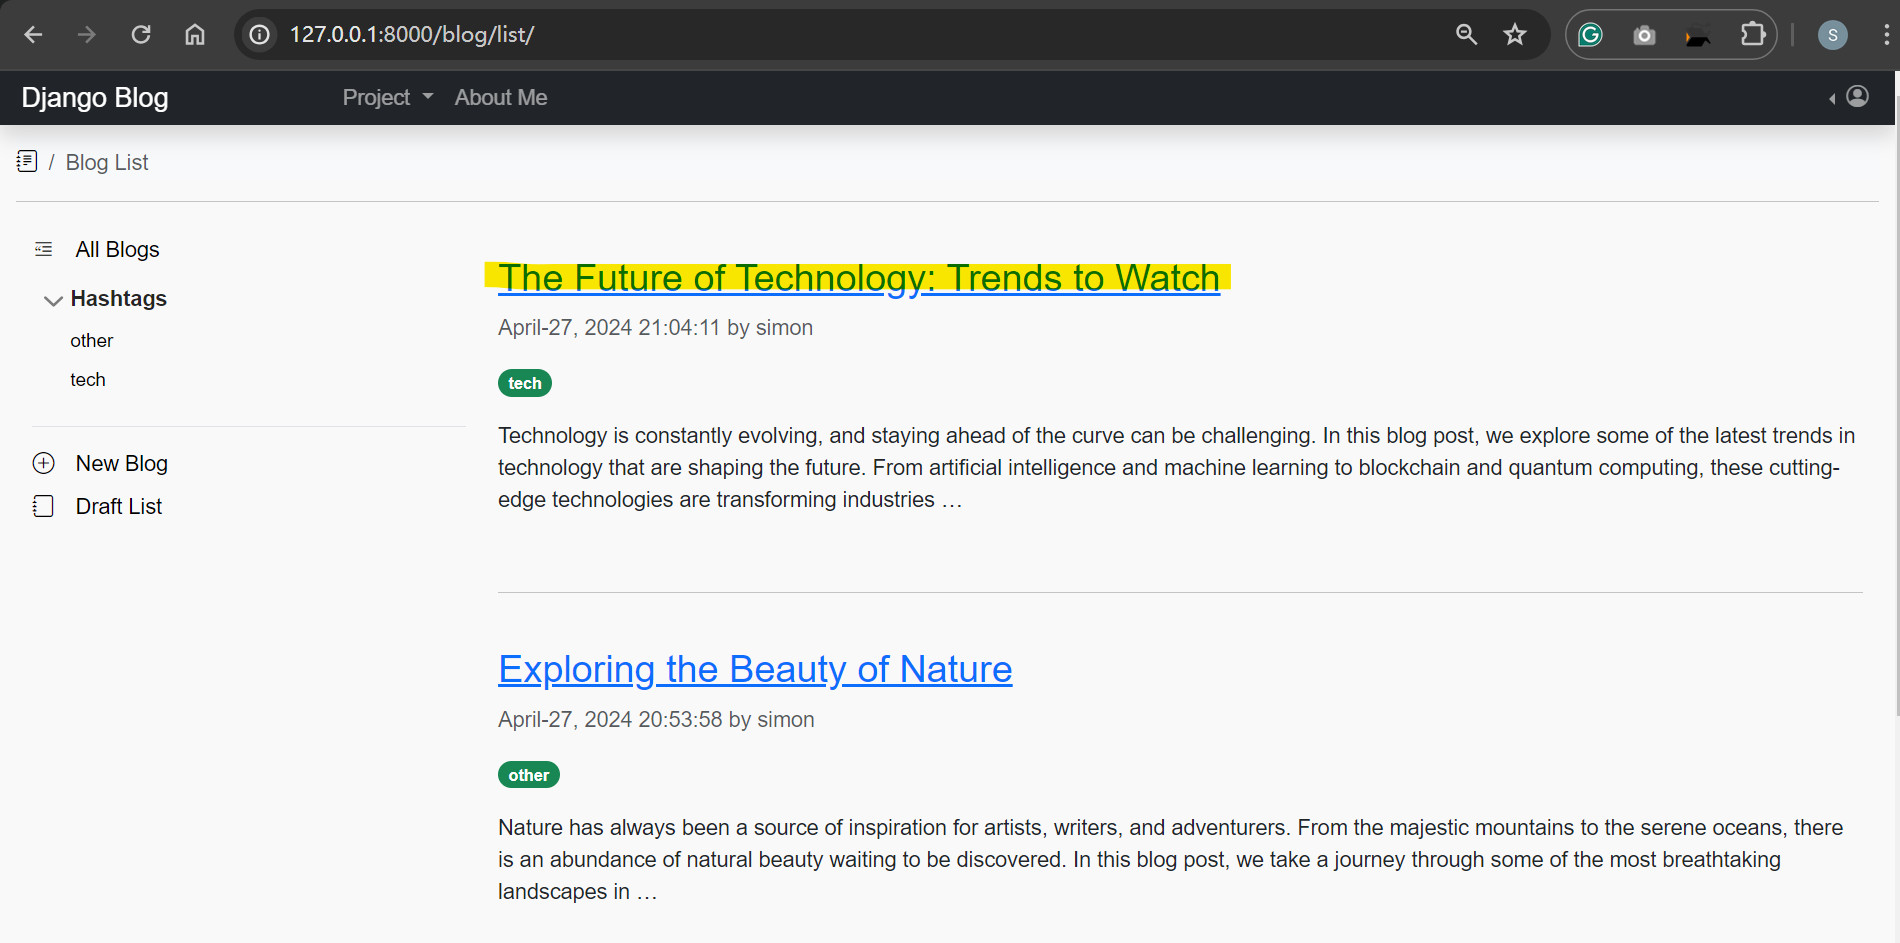 127.0.0.1:8000/blog/list/
S
Django Blog
Project
About Me
/ Blog List
All Blogs
Hashtags
other
tech
New Blog
Draft List
The Future of Technology: Trends to Watch
April-27, 2024 21:04:11 by simon
tech
Technology is constantly evolving, and staying ahead of the curve can be challenging. In this blog post, we explore some of the latest trends in
technology that are shaping the future. From artificial intelligence and machine learning to blockchain and quantum computing, these cutting-
edge technologies are transforming industries …
Exploring the Beauty of Nature
April-27, 2024 20:53:58 by simon
other
Nature has always been a source of inspiration for artists, writers, and adventurers. From the majestic mountains to the serene oceans, there
is an abundance of natural beauty waiting to be discovered. In this blog post, we take a journey through some of the most breathtaking
landscapes in …